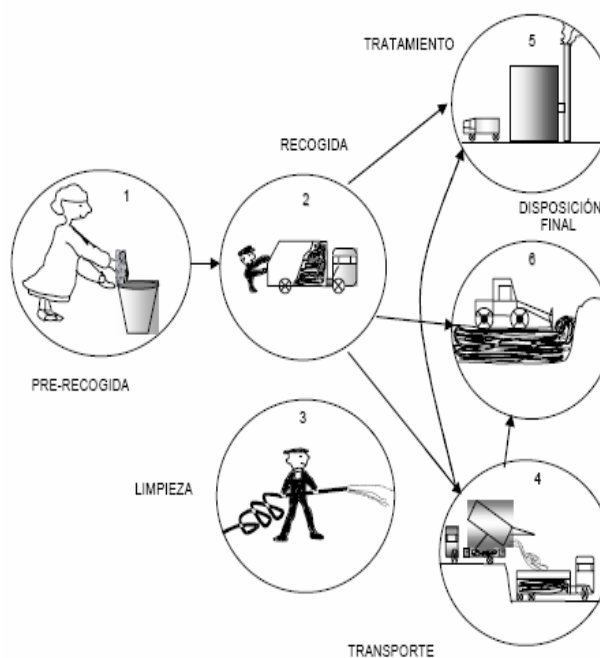 TRATAMIENTO
5
RECOGIDA
1
2
DISPOSICIÓN
FINAL
6
PRE-RECOGIDA
3
LIMPIEZA
4
TRANSPORTE